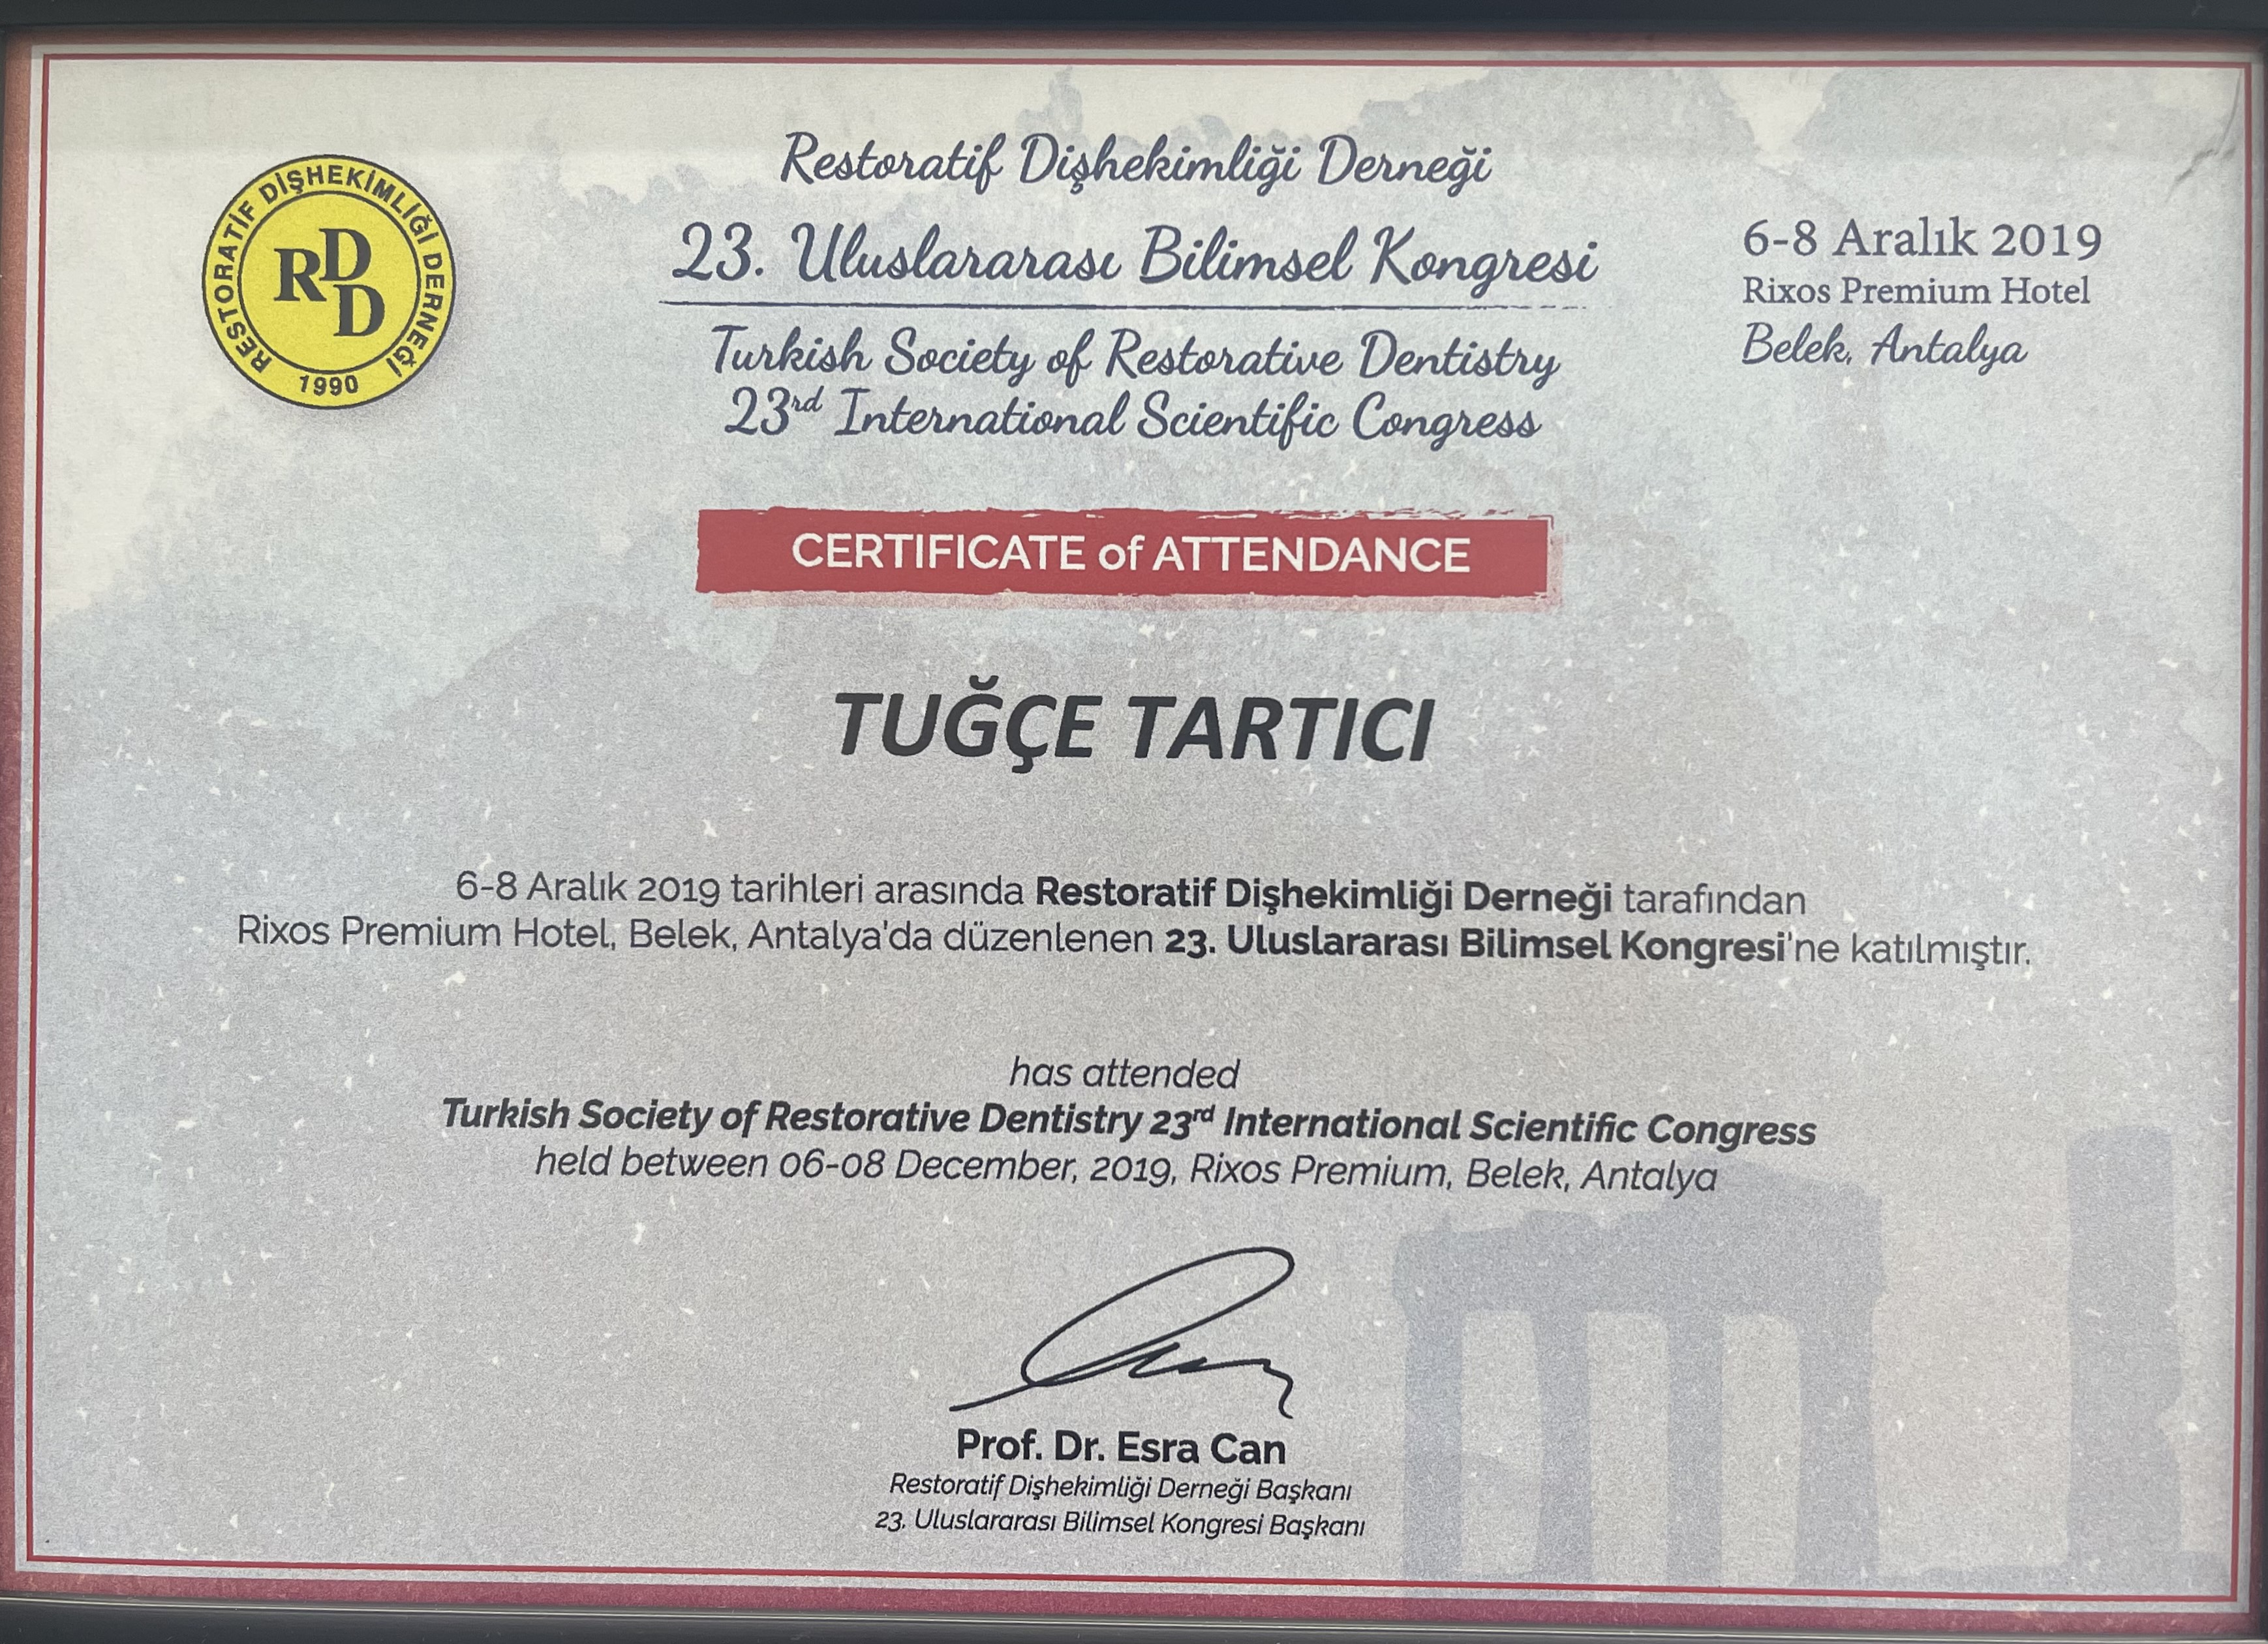 RESTORATİF DİŞHEKİMLİĞİ DERNEĞİ
1990
RDD
Restoratif Dişhekimliği Derneği
23. Uluslararası Bilimsel Kongresi
Turkish Society of Restorative Dentistry
23rd International Scientific Congress
6-8 Aralık 2019
Rixos Premium Hotel
Belek, Antalya
CERTIFICATE of ATTENDANCE
TUĞÇE TARTICI
6-8 Aralık 2019 tarihleri arasında Restoratif Dişhekimliği Derneği tarafından
Rixos Premium Hotel, Belek, Antalya'da düzenlenen 23. Uluslararası Bilimsel Kongresi'ne katılmıştır.
has attended
Turkish Society of Restorative Dentistry 23rd International Scientific Congress
held between 06-08 December, 2019, Rixos Premium, Belek, Antalya
Prof. Dr. Esra Can
Restoratif Dişhekimliği Derneği Başkanı
23. Uluslararası Bilimsel Kongresi Başkanı